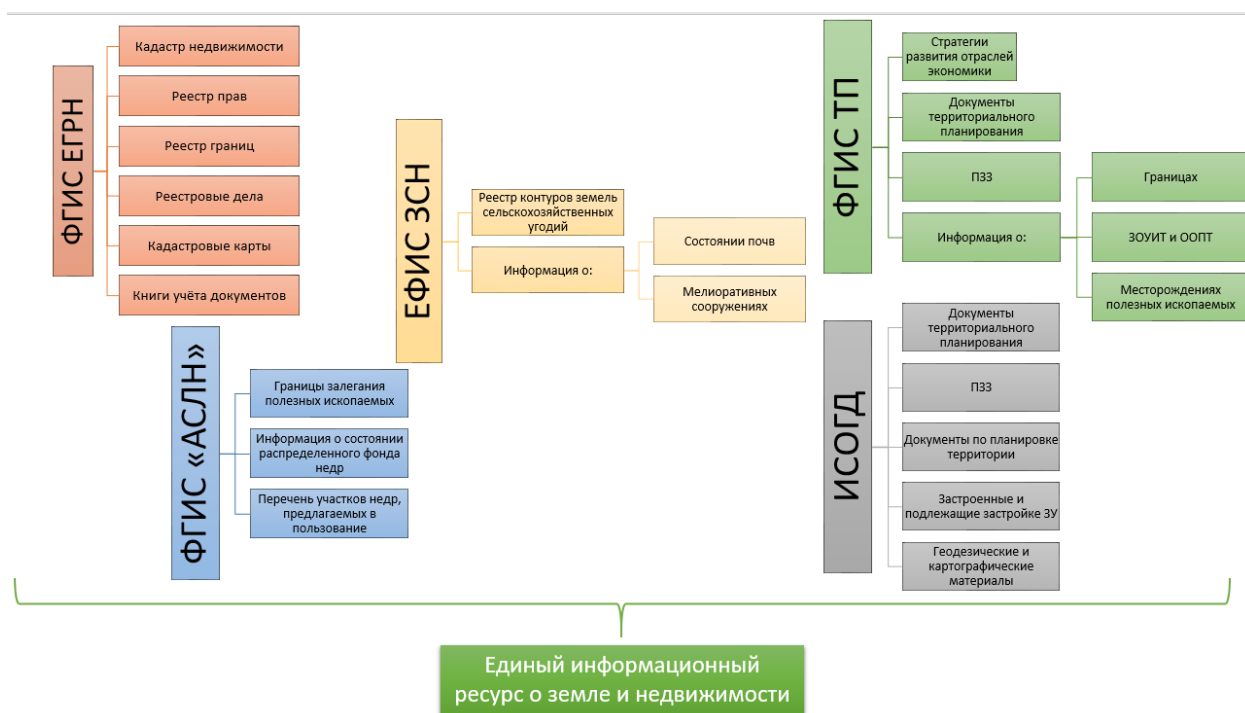 ФГИС ЕГРН
Кадастр недвижимости
Реестр прав
Реестр границ
Реестровые дела
Кадастровые карты
Книги учёта документов
ФГИС «АСЛН»
Границы залегания
полезных ископаемых
Информация о состоянии
распределенного фонда
недр
Перечень участков недр,
предлагаемых в
пользование
ЕФИС ЗСН
Реестр контуров земель
сельскохозяйственных
угодий
Информация о:
Состоянии почв
Мелиоративных
сооружениях
ФГИС ТП
Стратегии
развития отраслей
экономики
Документы
территориального
планирования
ПЗЗ
Информация о:
Границах
ЗОУИТ и ООПТ
Месторождениях
полезных ископаемых
ИСОГД
Документы
территориального
планирования
ПЗЗ
Документы по планировке
территории
Застроенные и
подлежащие застройке ЗУ
Геодезические и
картографические
материалы
Единый информационный
ресурс о земле и недвижимости